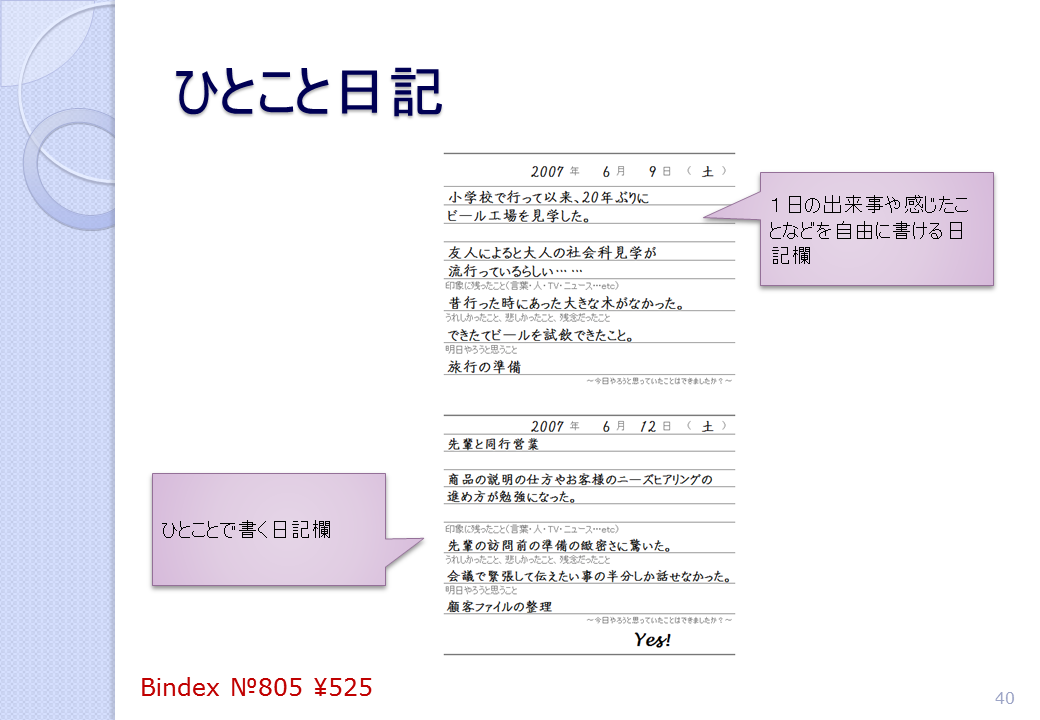 ひとこと日記
2007 年 6 月 9 日 ( 土 )
小学校で行って以来、20年ぶりに
ビール工場を見学した。
友人によると大人の社会科見学が
流行っているらしい……
印象に残ったこと(言葉・人・TV・ニュース…etc)
昔行った時にあった大きな木がなかった。
うれしかったこと、悲しかったこと、残念だったこと
できたてビールを試飲できたこと。
明日やろうと思うこと
旅行の準備
～今日やろうと思っていたことはできましたか？～
1日の出来事や感じたこ
となどを自由に書ける日
記欄
2007 年 6 月 12 日 ( 土 )
先輩と同行営業
商品の説明の仕方やお客様のニーズヒアリングの
進め方が勉強になった。
印象に残ったこと(言葉・人・TV・ニュース…etc)
先輩の訪問前の準備の緻密さに驚いた。
うれしかったこと、悲しかったこと、残念だったこと
会議で緊張して伝えたい事の半分しか話せなかった。
明日やろうと思うこと
顧客ファイルの整理
～今日やろうと思っていたことはできましたか？～
Yes!
ひとことで書く日記欄
Bindex №805 ¥525
40